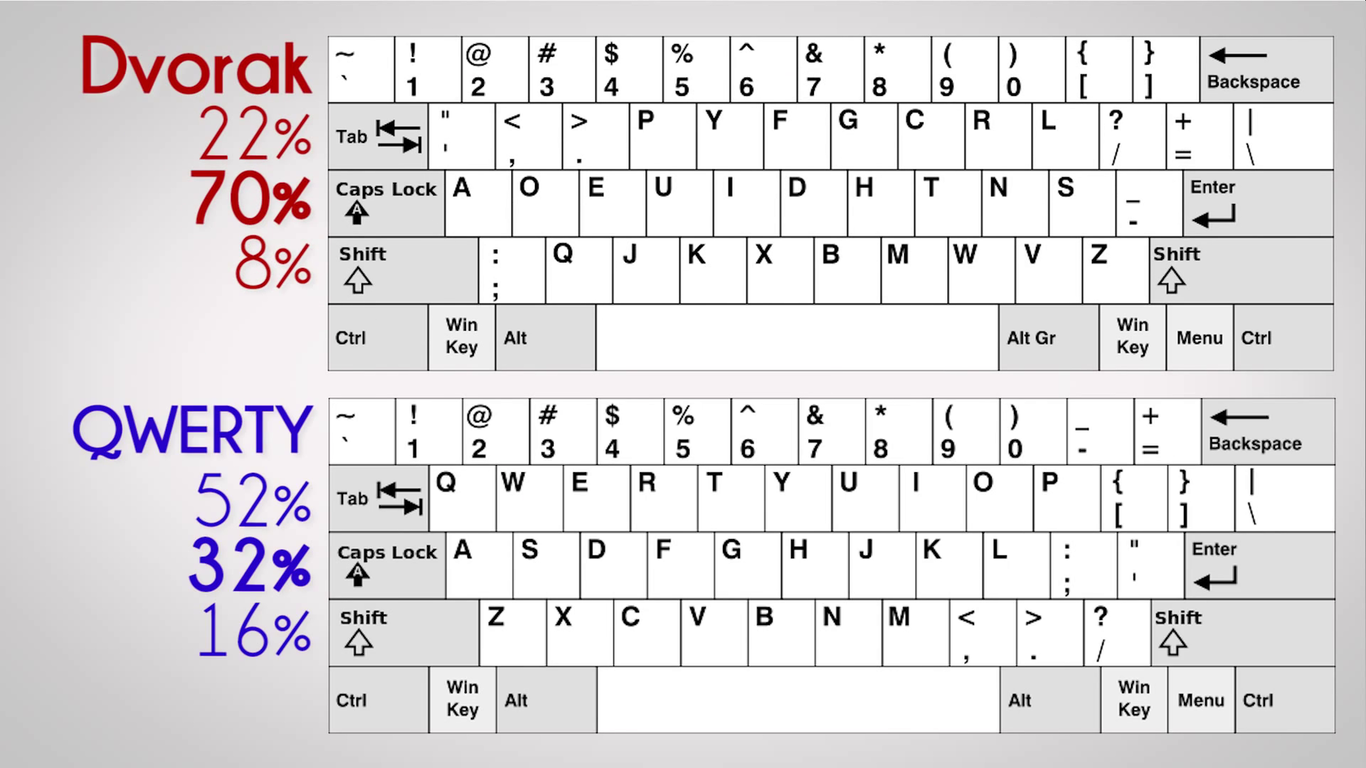 Dvorak
22%
70%
8%
~ ! @ # $ % ^ & * ( ) { }
` 1 2 3 4 5 6 7 8 9 0 [ ] Backspace
Tab " < > P Y F G C R L ? + |
' , . / = \
Caps Lock A O E U I D H T N S _ Enter
A -
Shift : Q J K X B M W V Z Shift
;
Ctrl Win Key Alt Alt Gr Win Key Menu Ctrl
QWERTY
52%
32%
16%
~ ! @ # $ % ^ & * ( ) _ +
` 1 2 3 4 5 6 7 8 9 0 - = Backspace
Tab Q W E R T Y U I O P { } |
[ ] \
Caps Lock A S D F G H J K L : " Enter
A ; '
Shift Z X C V B N M < > ? Shift
, . /
Ctrl Win Key Alt Alt Win Key Menu Ctrl